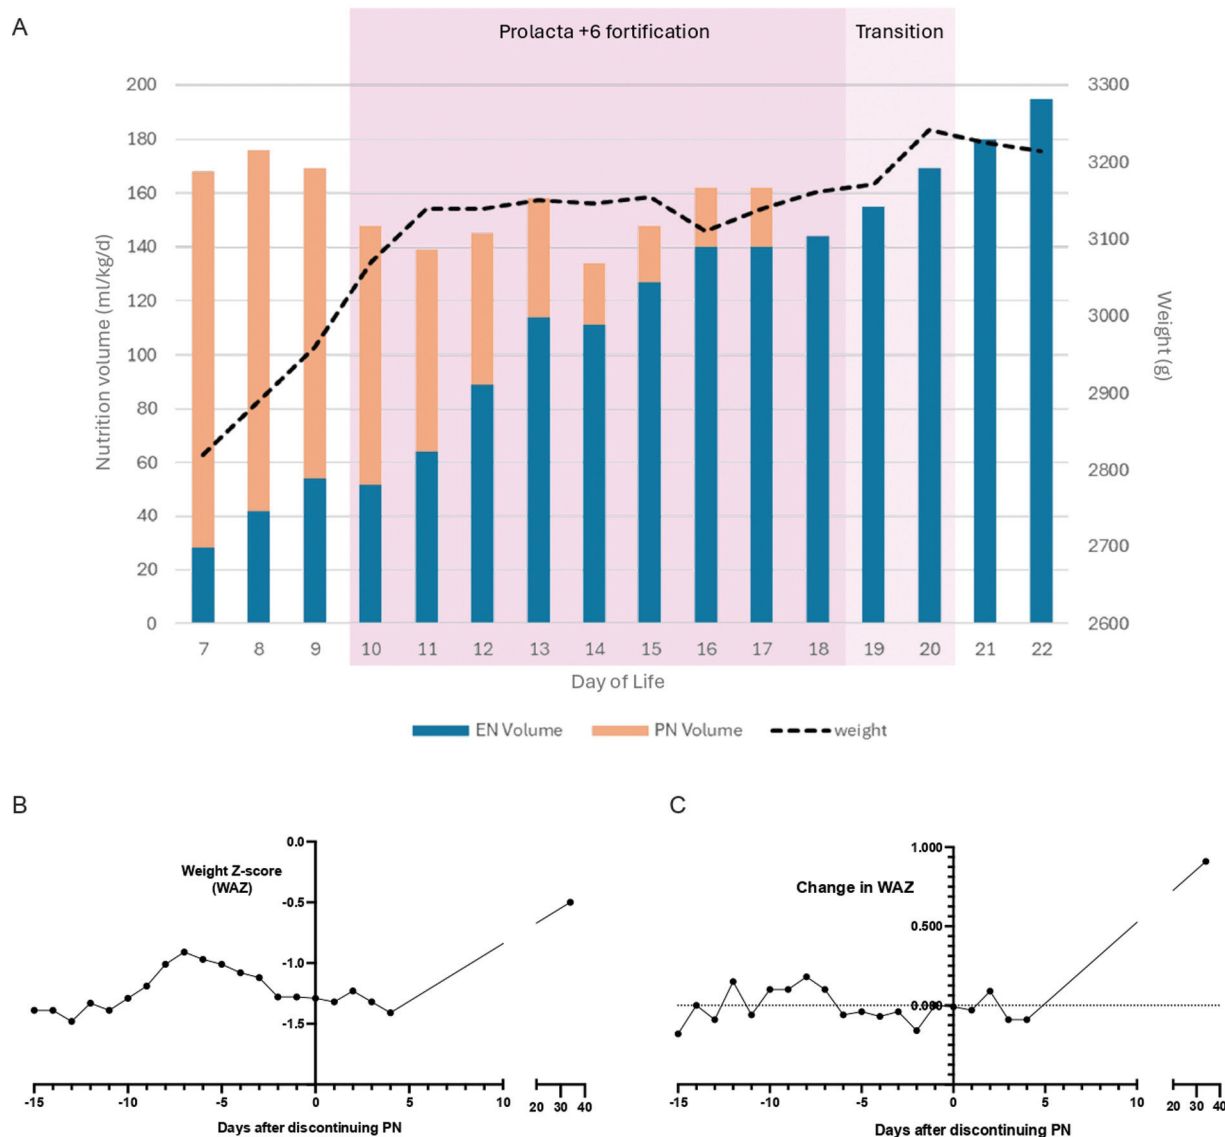 A
Prolacta +6 fortification
Transition
200
180
160
140
120
100
80
60
40
20
0
Nutrition volume (ml/kg/d)
3300
3200
3100
3000
2900
2800
2700
2600
Weight (g)
7 8 9 10 11 12 13 14 15 16 17 18 19 20 21 22
Day of Life
EN Volume PN Volume weight
B
Weight Z-score
(WAZ)
0.0
-0.5
-1.0
-1.5
-15 -10 -5 0 5 10 20 30 40
Days after discontinuing PN
C
Change in WAZ
1.000
0.500
0.000
-15 -10 -5 0 5 10 20 30 40
Days after discontinuing PN